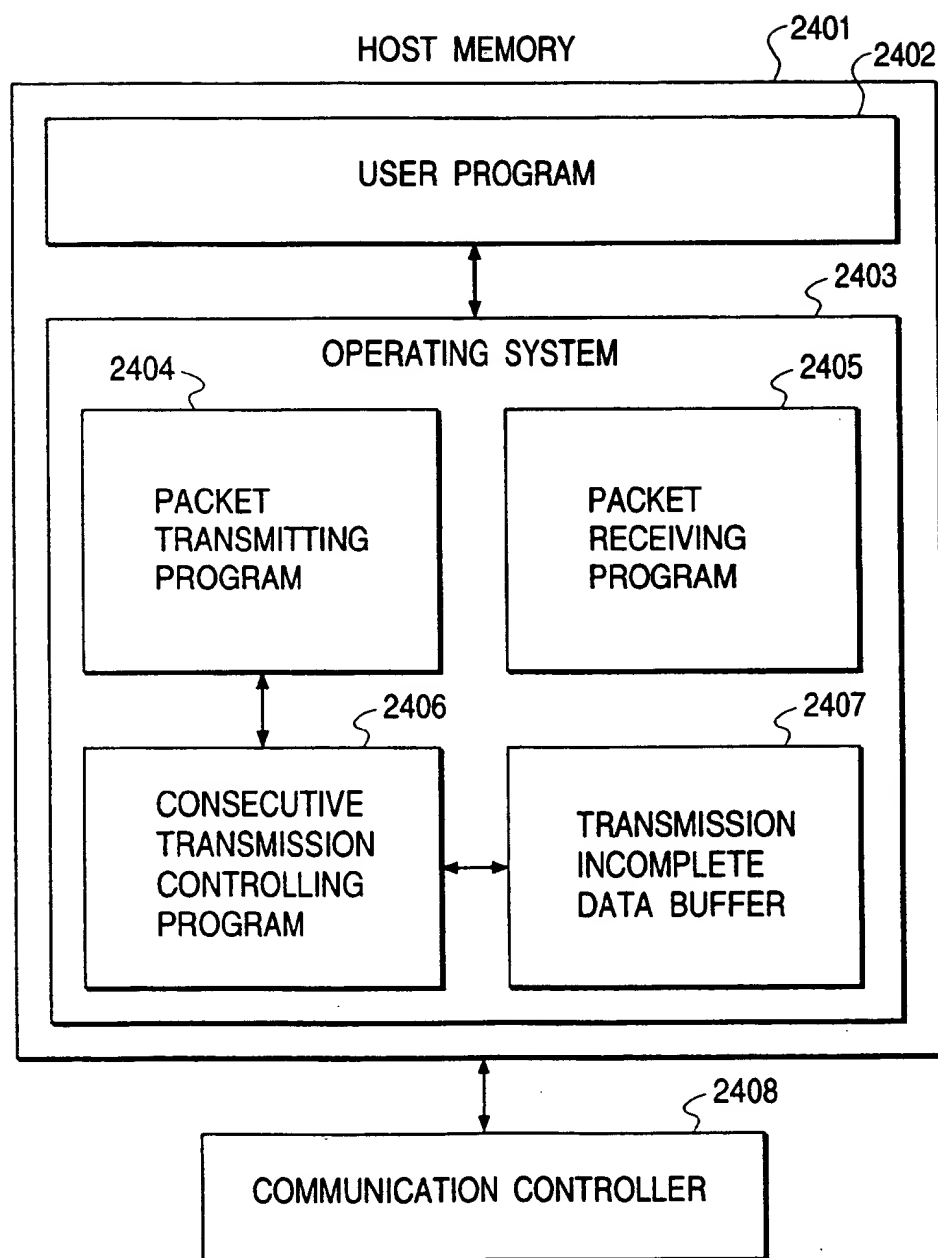 HOST MEMORY
2401
2402
USER PROGRAM
2403
OPERATING SYSTEM
2404
2405
PACKET
TRANSMITTING
PROGRAM
PACKET
RECEIVING
PROGRAM
2406
2407
CONSECUTIVE
TRANSMISSION
CONTROLLING
PROGRAM
TRANSMISSION
INCOMPLETE
DATA BUFFER
2408
COMMUNICATION CONTROLLER